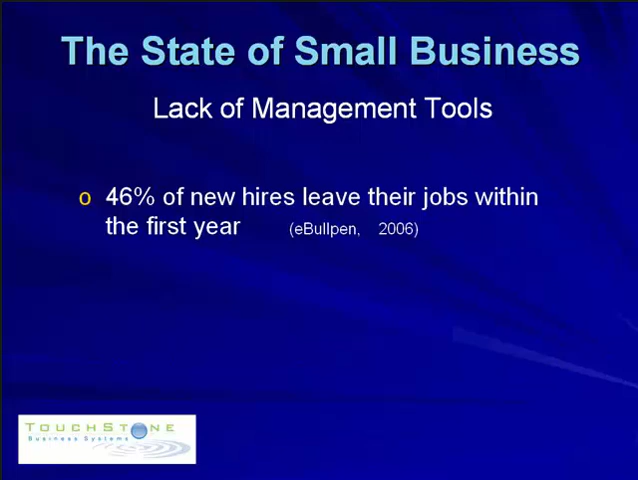 The State of Small Business
Lack of Management Tools
o 46% of new hires leave their jobs within
the first year (eBullpen, 2006)
TOUCHSTONE
Business Systems